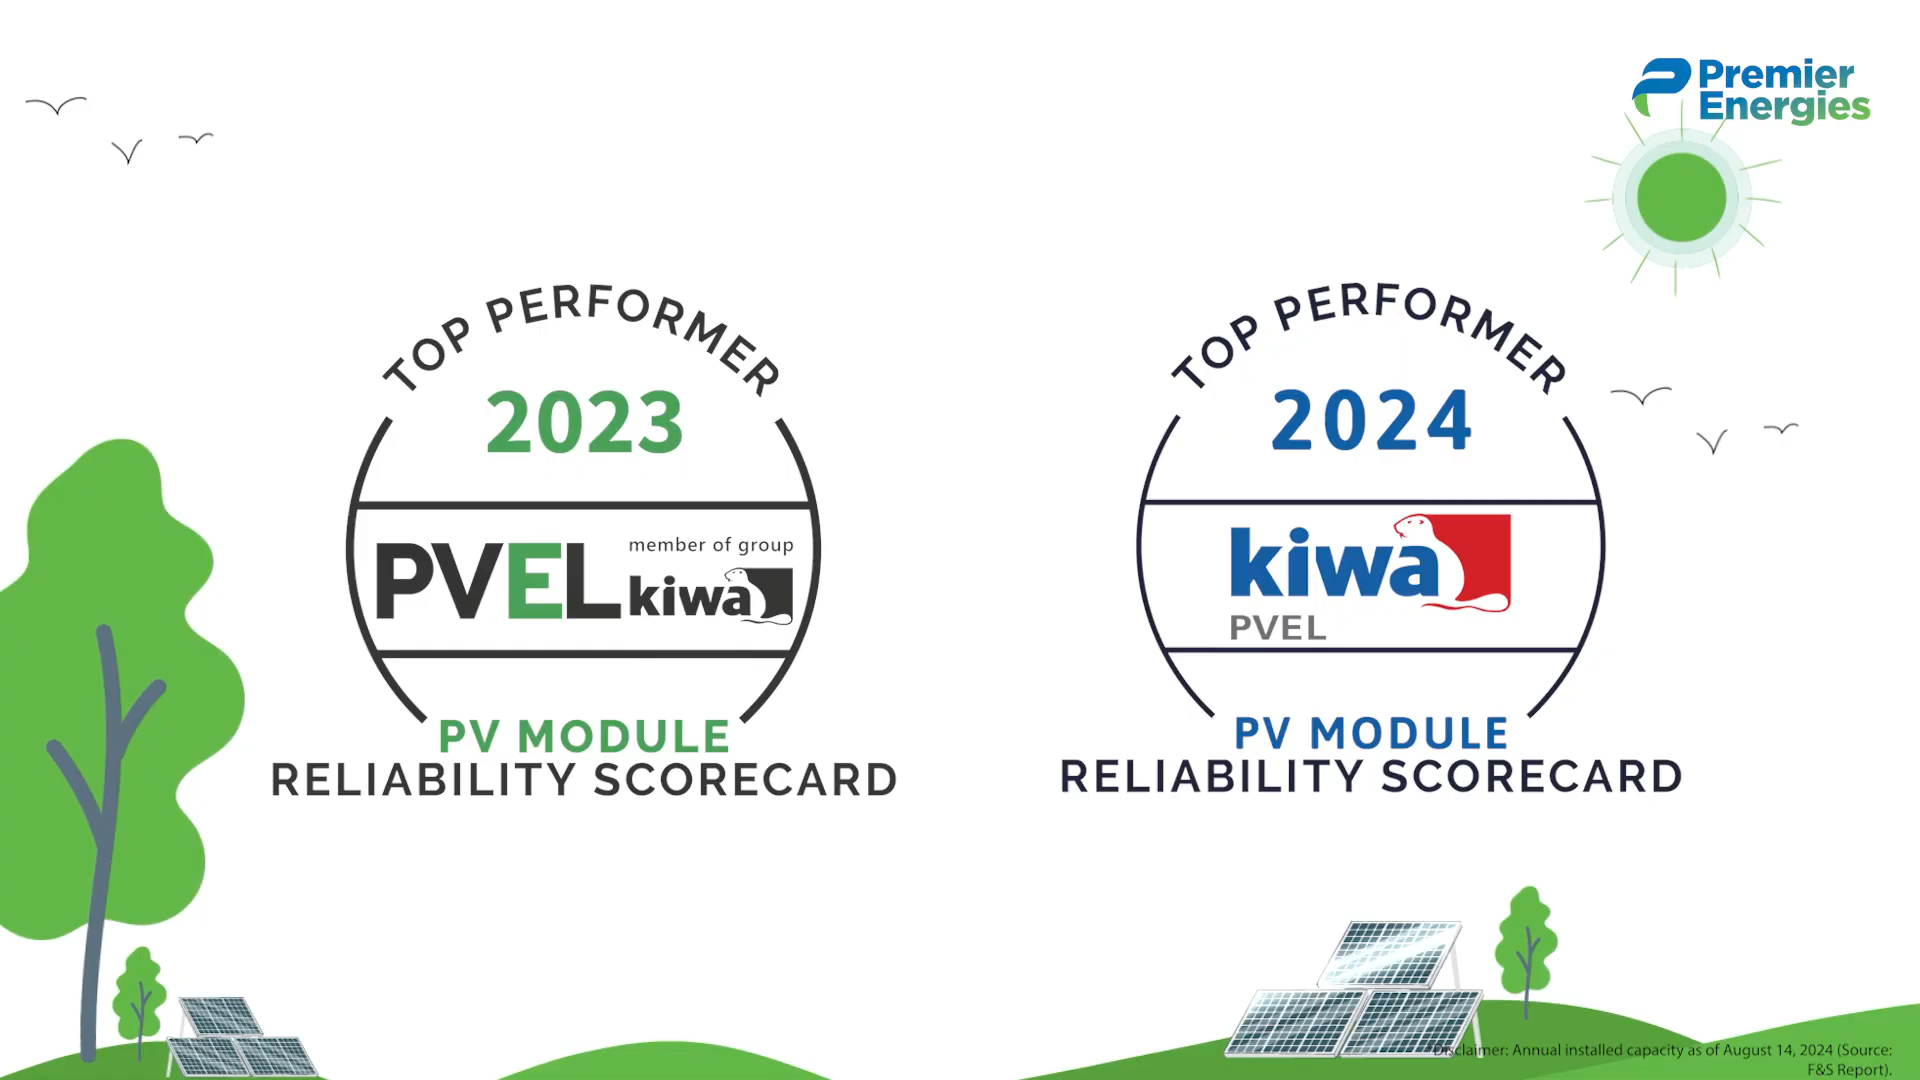 Premier
Energies
TOP PERFORMER
2023
PVEL
member of group
kiwa
PV MODULE
RELIABILITY SCORECARD
TOP PERFORMER
2024
kiwa
PVEL
PV MODULE
RELIABILITY SCORECARD
Disclaimer: Annual installed capacity as of August 14, 2024 (Source:
F&S Report).